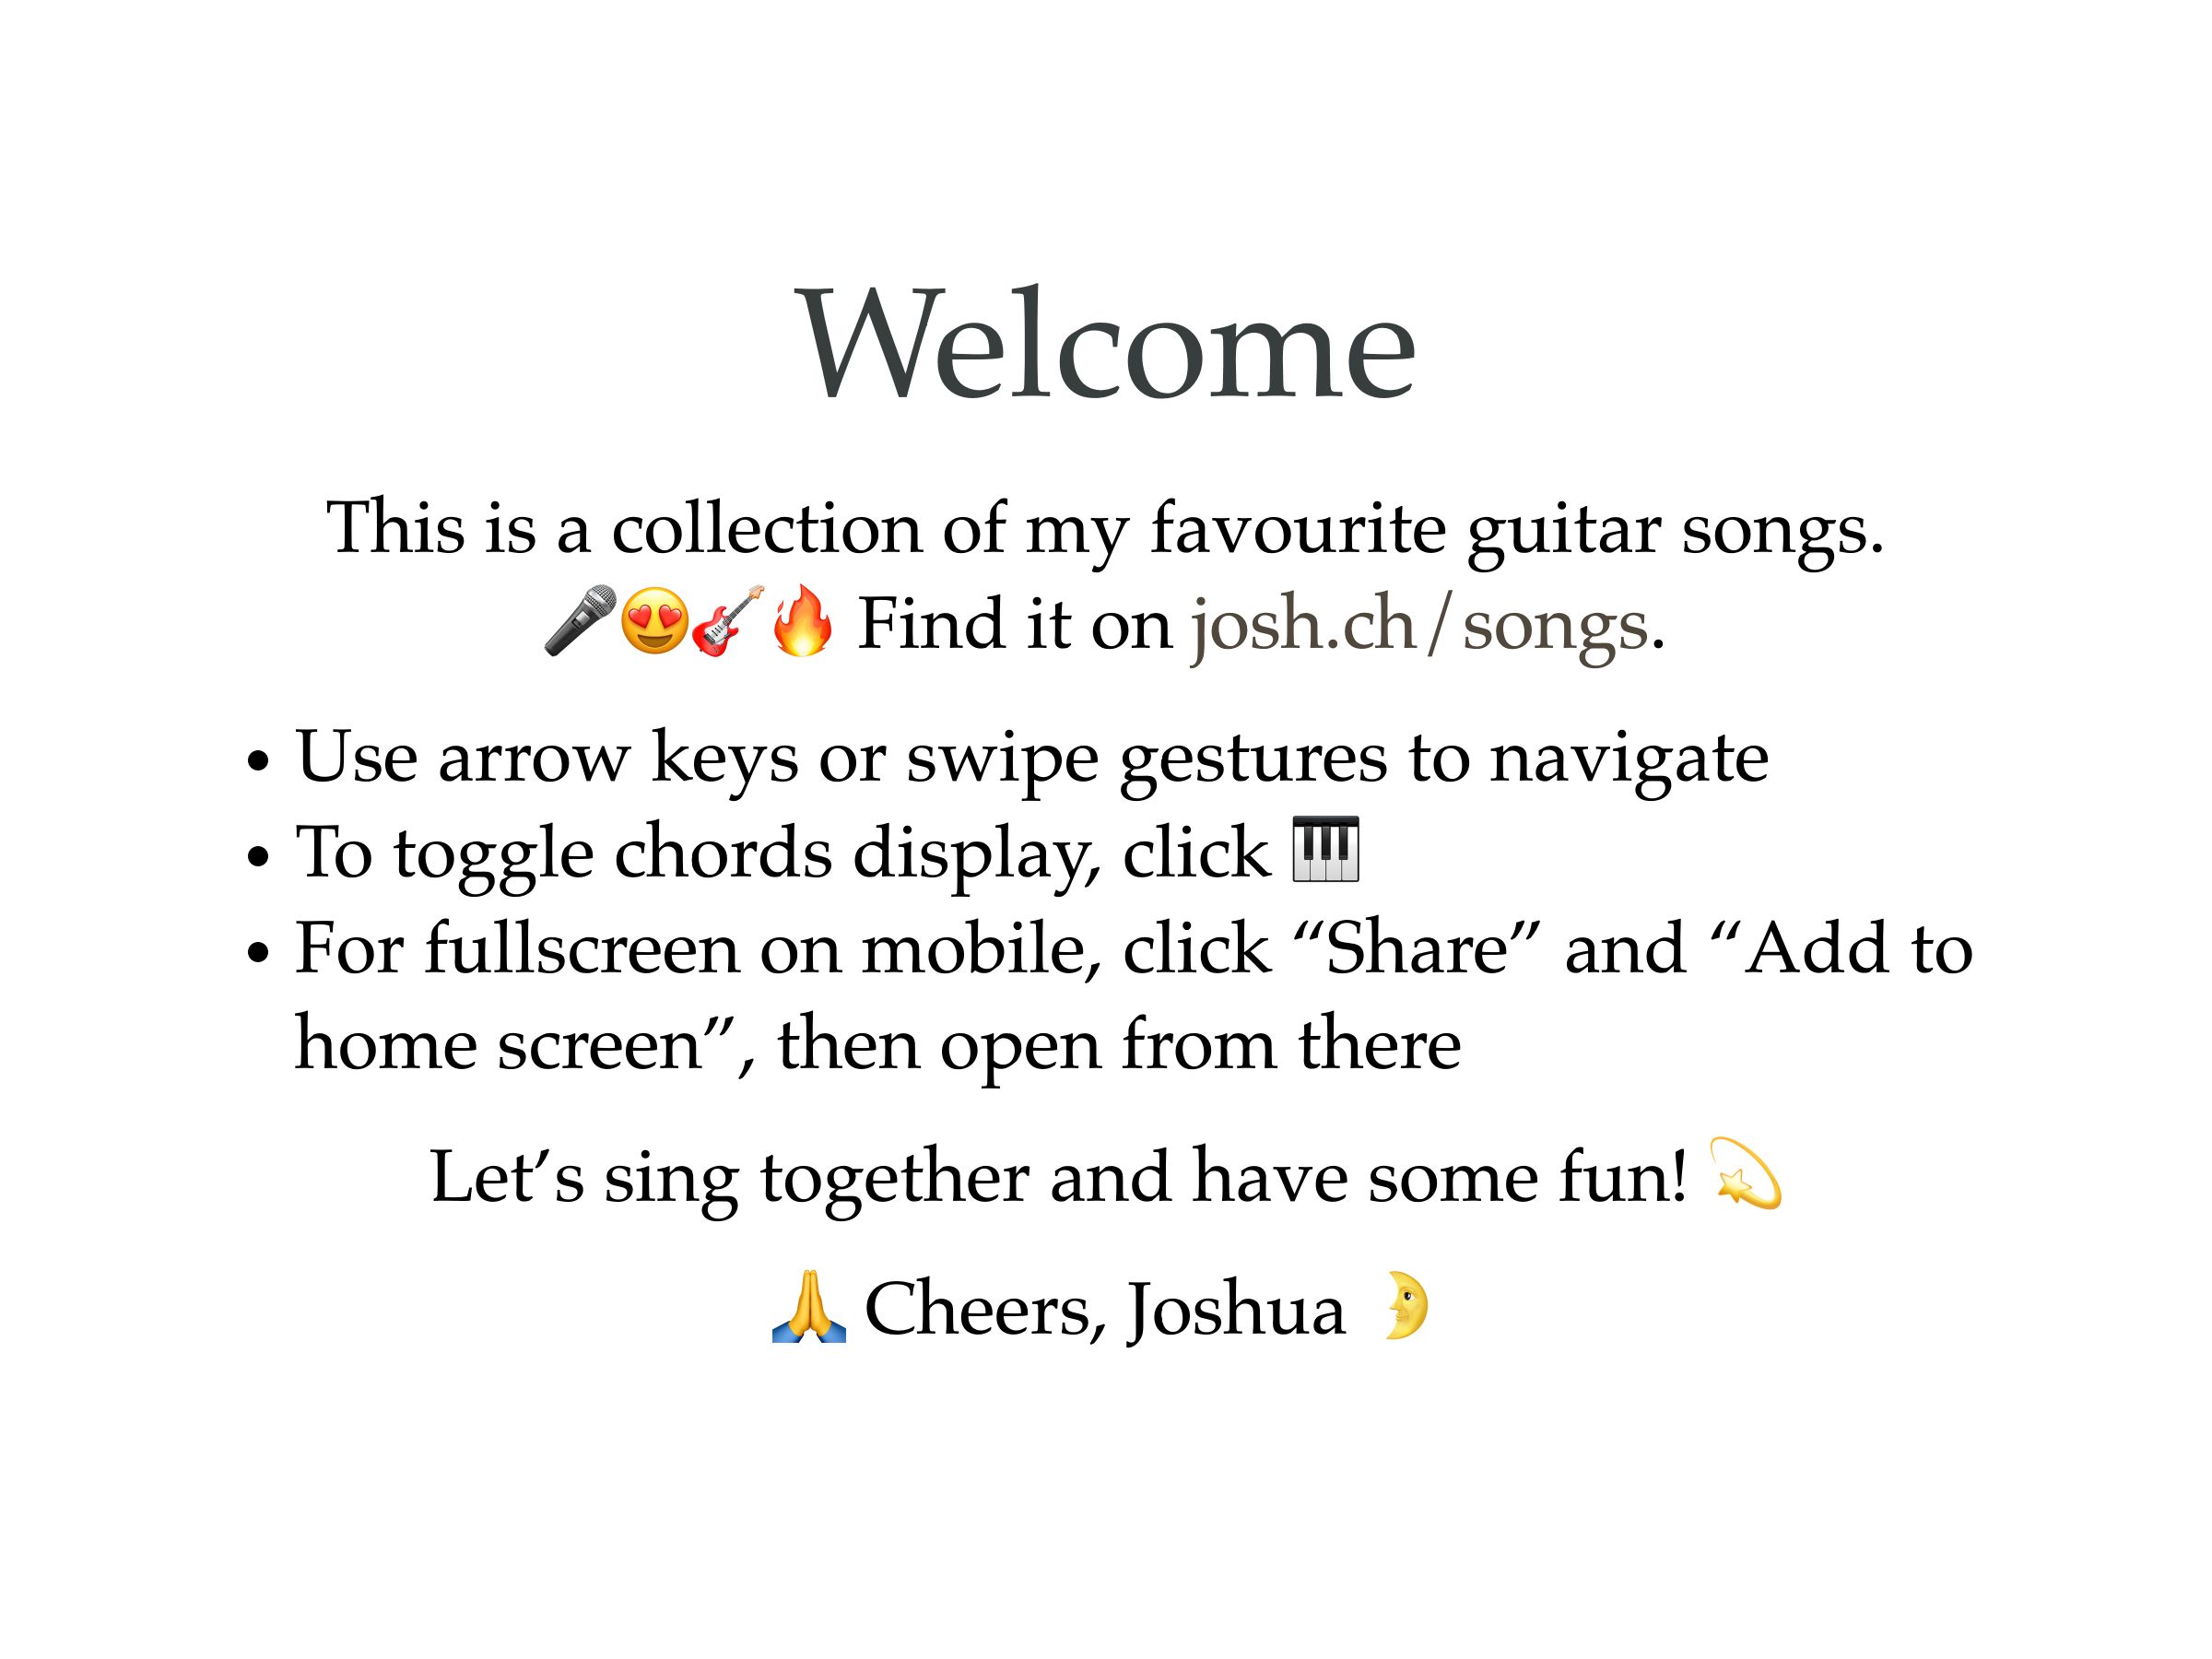 Welcome
This is a collection of my favourite guitar songs.
🎤😍🎸🔥 Find it on josh.ch/songs.
• Use arrow keys or swipe gestures to navigate
• To toggle chords display, click 🎹
• For fullscreen on mobile, click “Share” and “Add to
home screen”, then open from there
Let’s sing together and have some fun! 💫
🙏 Cheers, Joshua 🌛